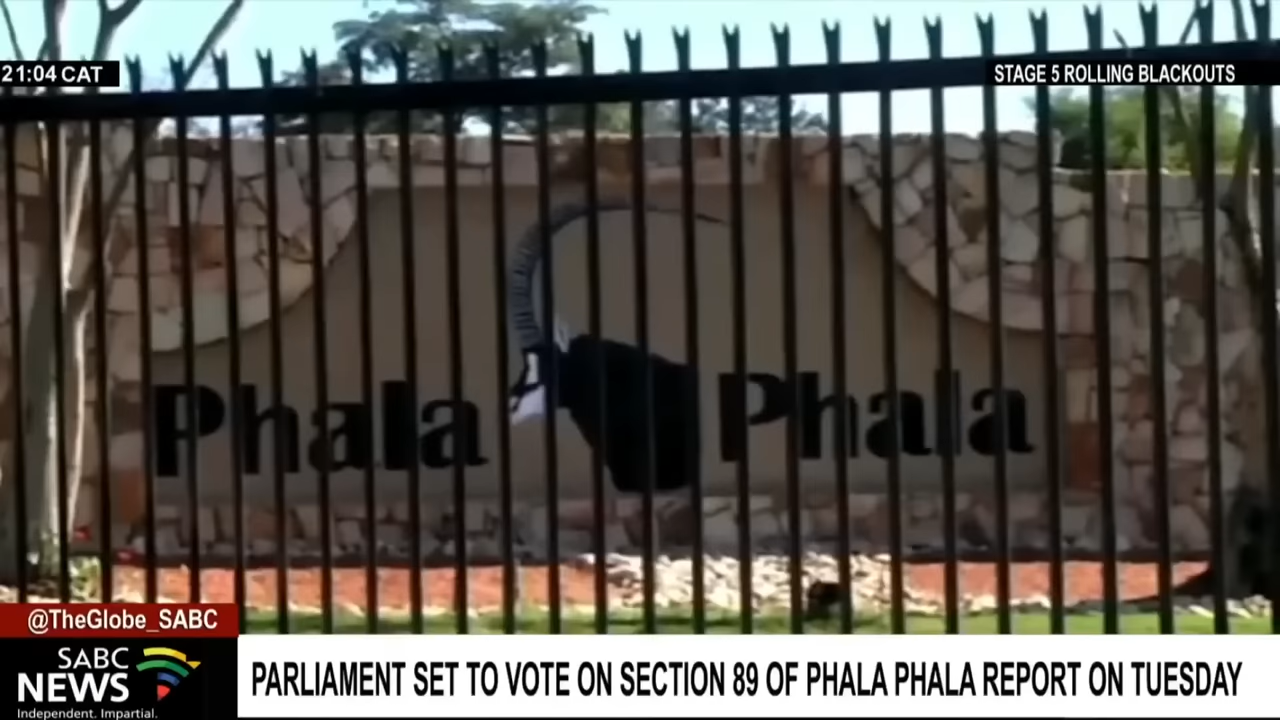 21:04 CAT
STAGE 5 ROLLING BLACKOUTS
Phala Phala
@TheGlobe_SABC
SABC
NEWS
Independent. Impartial.
PARLIAMENT SET TO VOTE ON SECTION 89 OF PHALA PHALA REPORT ON TUESDAY